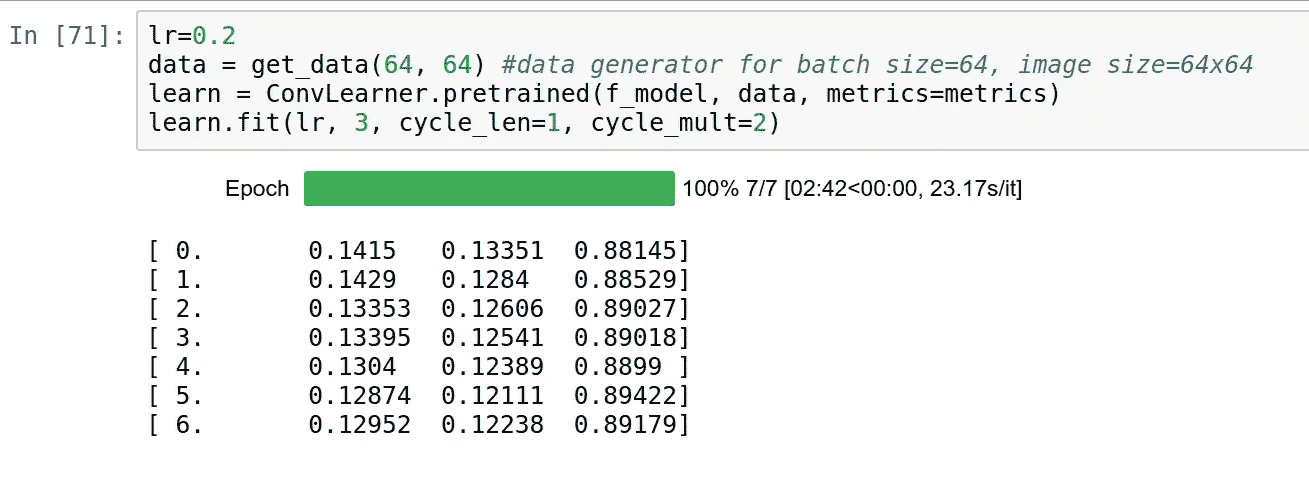 In [71]: lr=0.2
data = get_data(64, 64) #data generator for batch size=64, image size=64x64
learn = ConvLearner.pretrained(f_model, data, metrics=metrics)
learn.fit(lr, 3, cycle_len=1, cycle_mult=2)
Epoch 100% 7/7 [02:42<00:00, 23.17s/it]
[ 0.       0.1415   0.13351  0.88145]
[ 1.       0.1429   0.1284   0.88529]
[ 2.       0.13353  0.12606  0.89027]
[ 3.       0.13395  0.12541  0.89018]
[ 4.       0.1304   0.12389  0.8899 ]
[ 5.       0.12874  0.12111  0.89422]
[ 6.       0.12952  0.12238  0.89179]